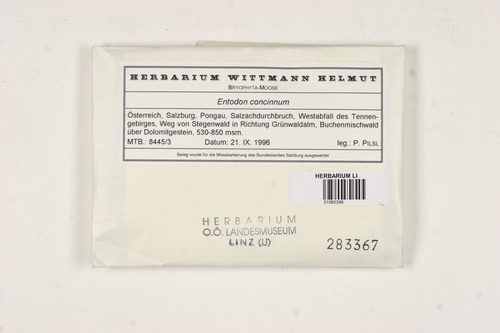 HERBARIUM WITTMANN HELMUT
BRYOPHYTA-MOOSE
Entodon concinnum
Österreich, Salzburg, Pongau, Salzachdurchbruch, Westabfall des Tennen-
gebirges, Weg von Stegenwald in Richtung Grünwaldalm, Buchenmischwald
über Dolomitgestein, 530-850 msm.
MTB.: 8445/3 Datum: 21. IX. 1996 leg.: P. PILSL
Beleg wurde für die Mooskartierung des Bundeslandes Salzburg ausgewertet
HERBARIUM LI
01065398
HERBARIUM
O.Ö. LANDESMUSEUM
LINZ (LI)
283367